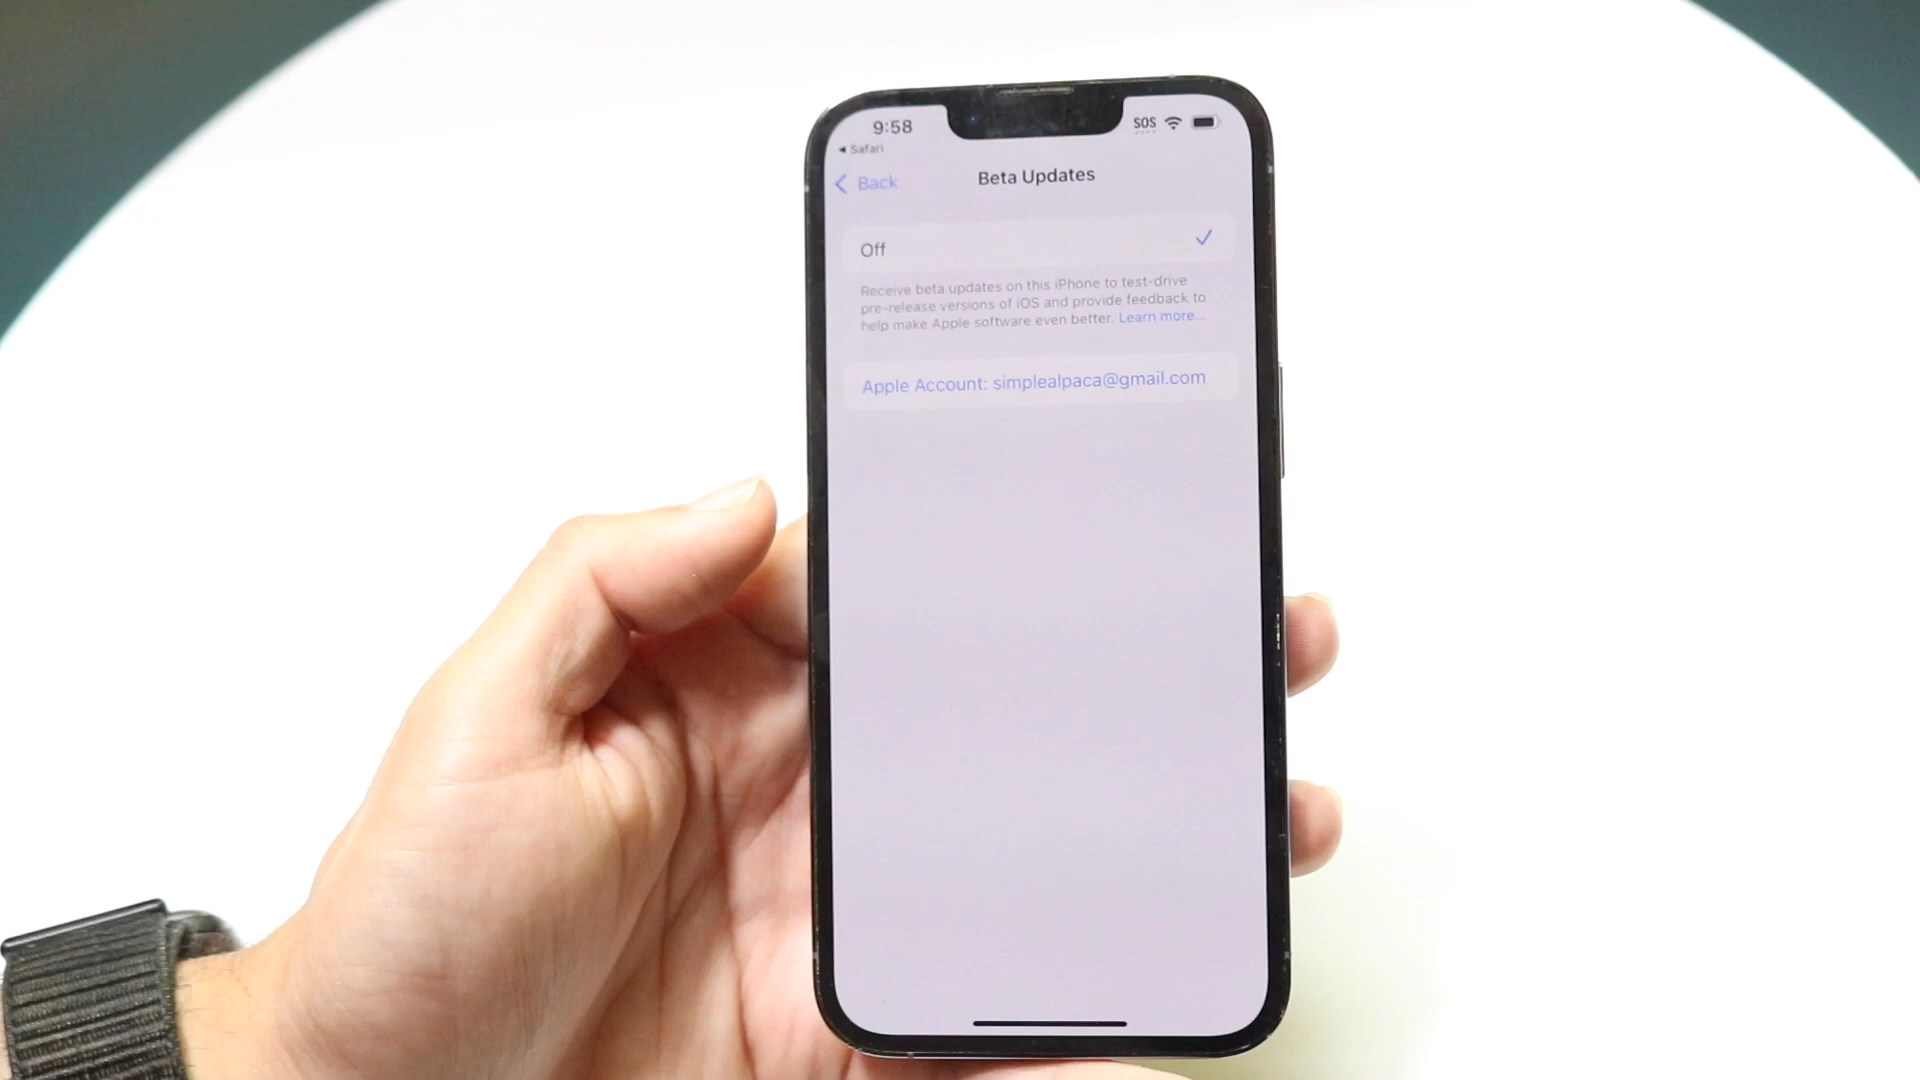 9:58
SOS
◄ Safari
Back
Beta Updates
Off
Receive beta updates on this iPhone to test-drive
pre-release versions of iOS and provide feedback to
help make Apple software even better. Learn more...
Apple Account: simplealpaca@gmail.com